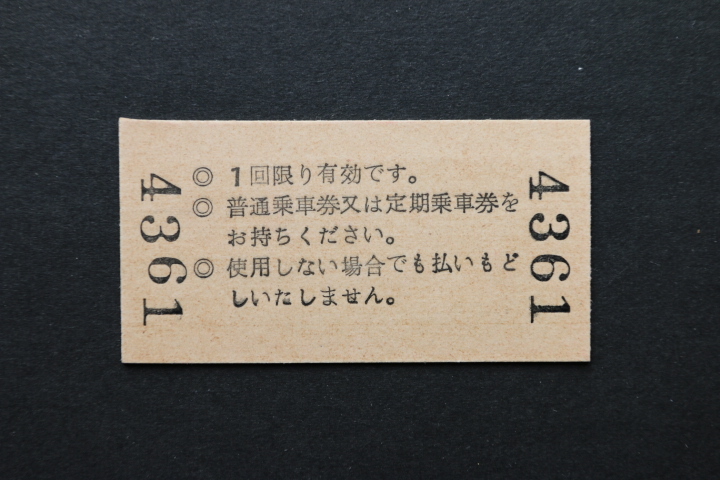 4361
◎ 1回限り有効です。
◎ 普通乗車券又は定期乗車券を
お持ちください。
◎ 使用しない場合でも払いもど
しいたしません。
4361